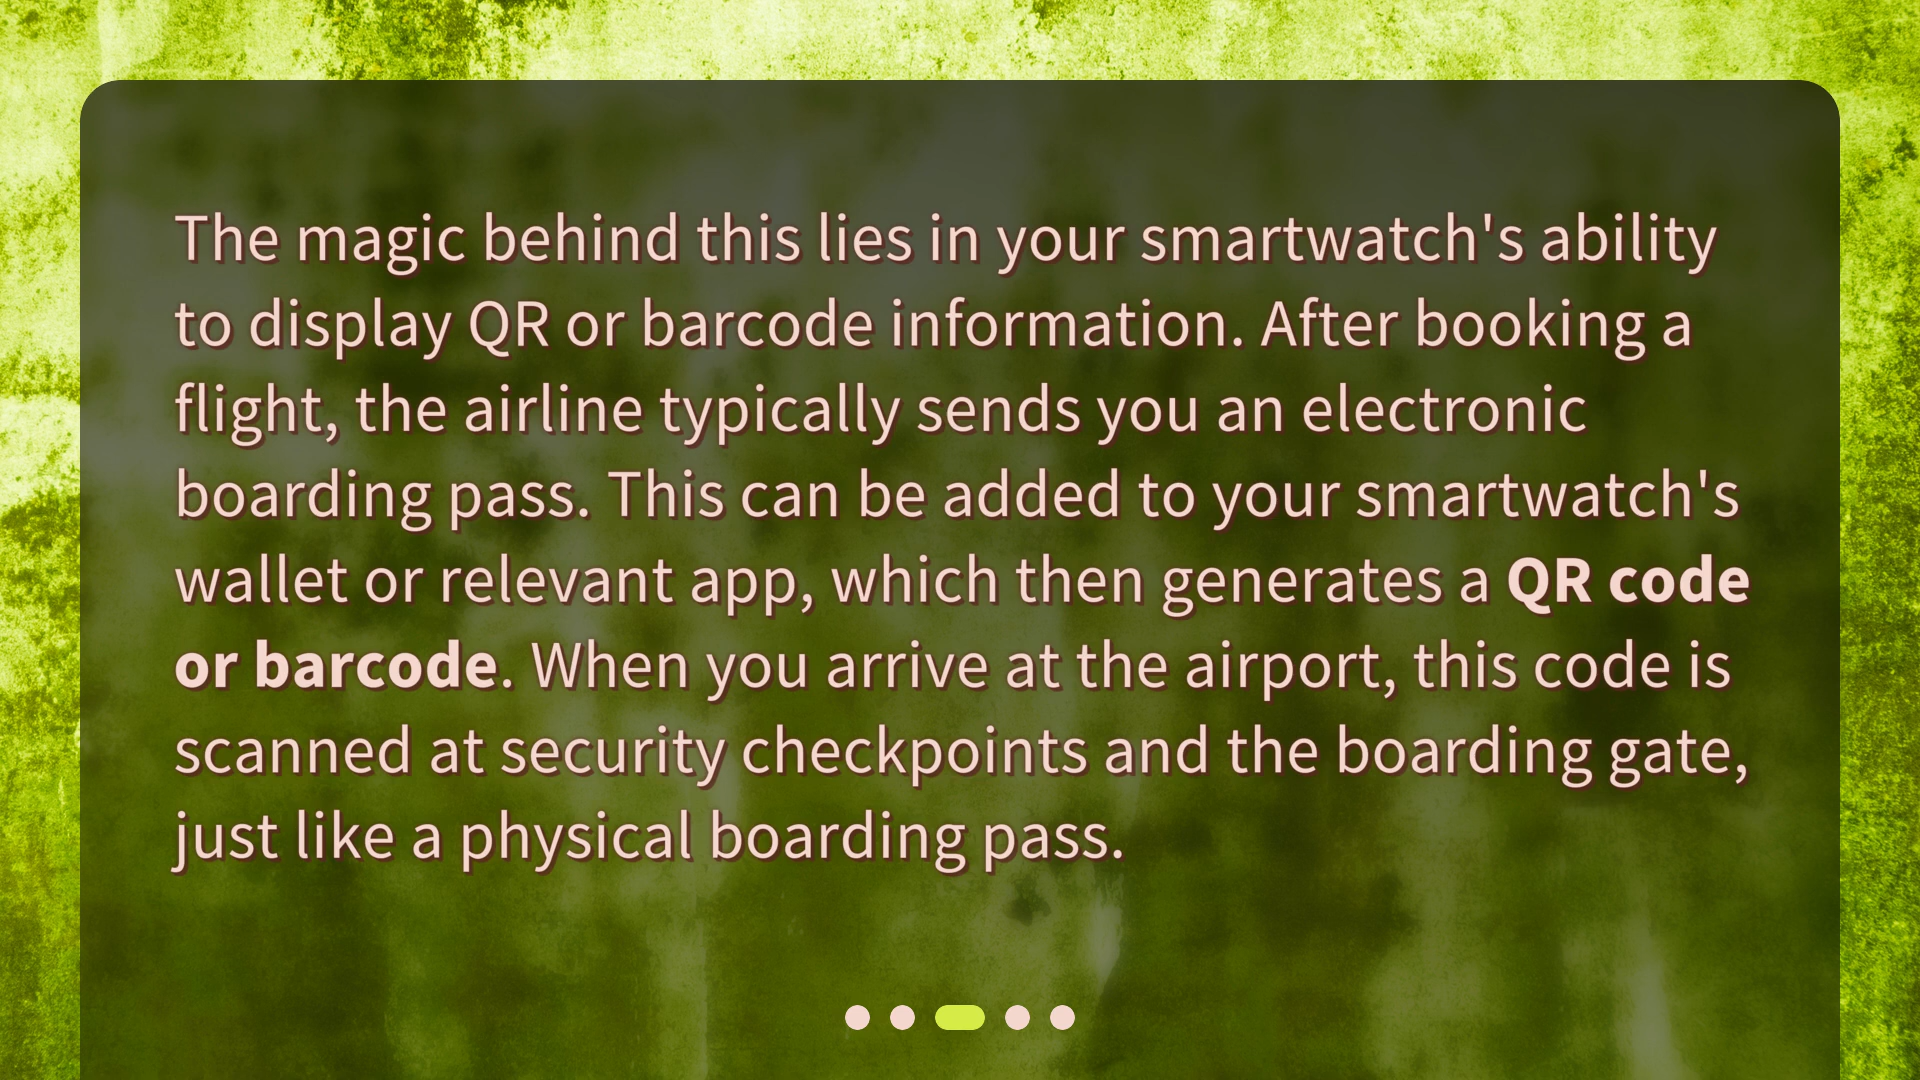 The magic behind this lies in your smartwatch's ability
to display QR or barcode information. After booking a
flight, the airline typically sends you an electronic
boarding pass. This can be added to your smartwatch's
wallet or relevant app, which then generates a QR code
or barcode. When you arrive at the airport, this code is
scanned at security checkpoints and the boarding gate,
just like a physical boarding pass.